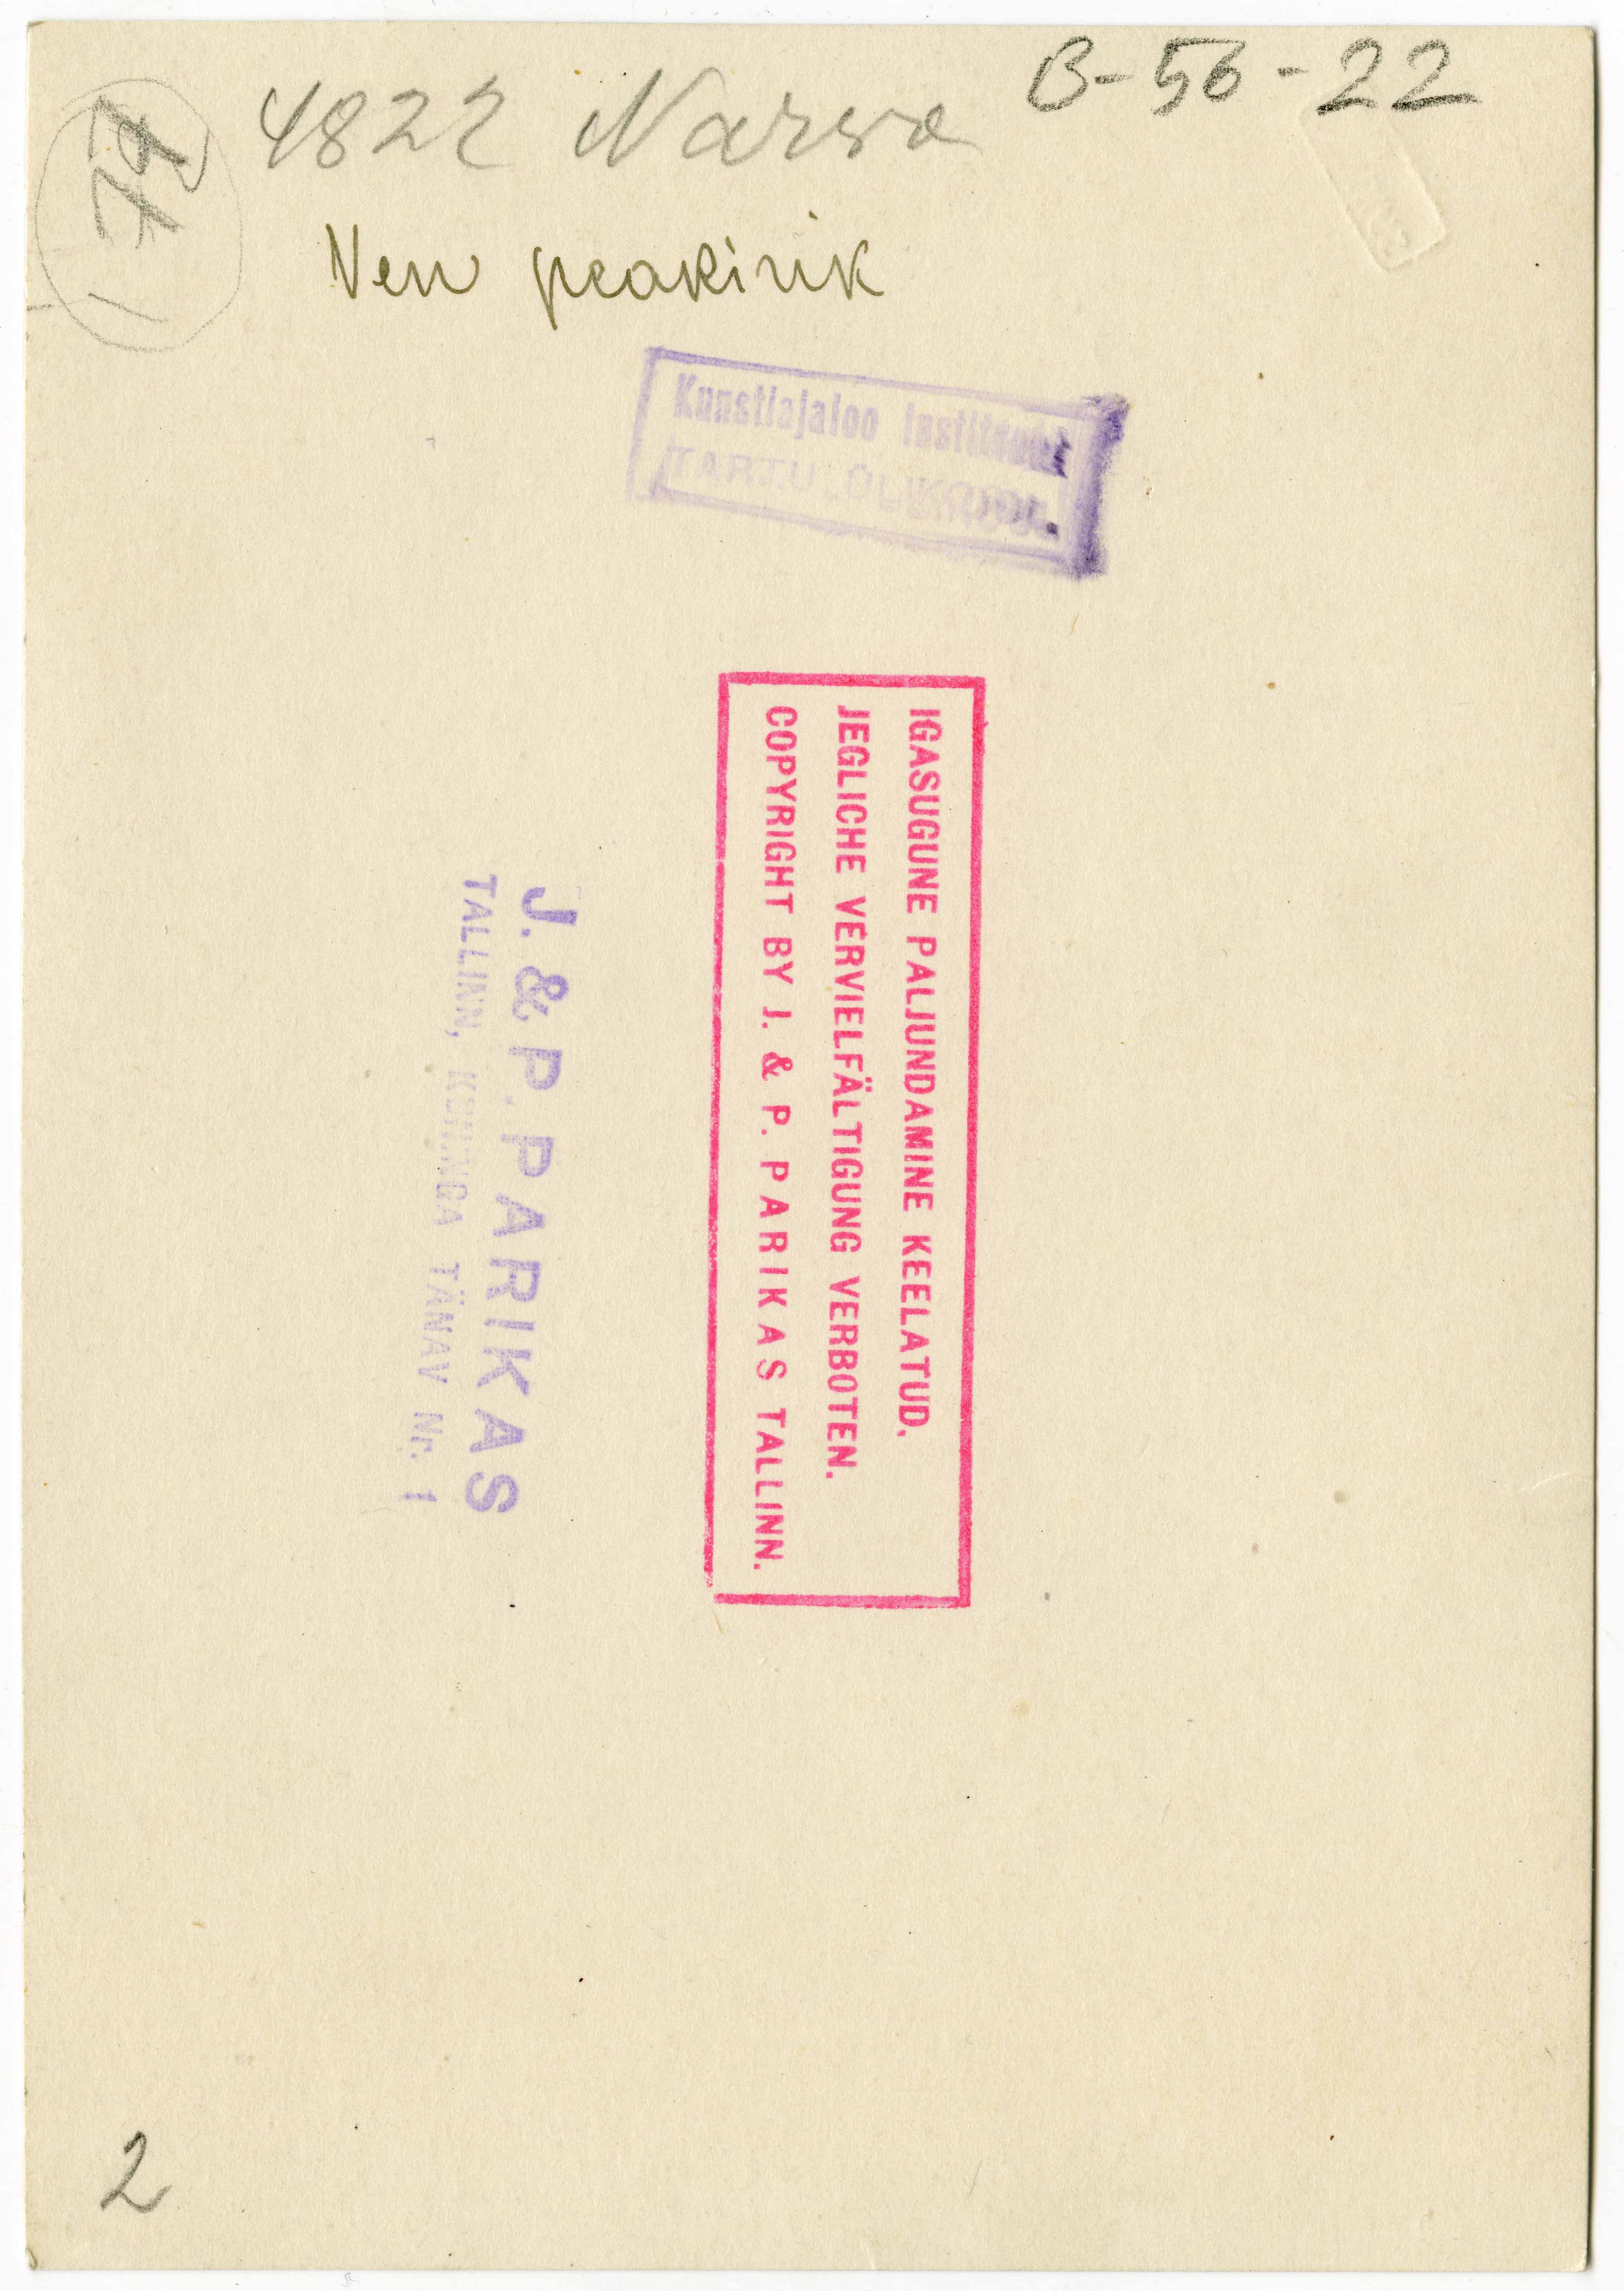 B-56-22
4822 Narva
Ven peakirik
Kunstiajaloo Instituut
TARTU ÜLIKOOL.
IGASUGUNE PALJUNDAMINE KEELATUD.
JEGLICHE VERVIELFÄLTIGUNG VERBOTEN.
COPYRIGHT BY J. & P. PARIKAS TALLINN.
J. & P. PARIKAS
TALLINN, KUNINGA TÄNAV Nr. 1
2